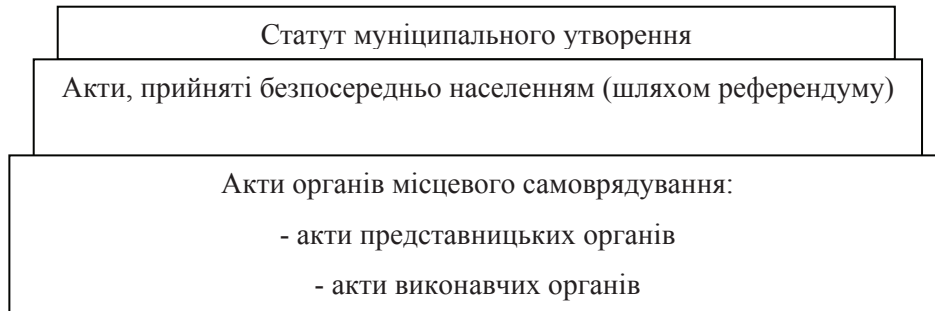 Статут муніципального утворення
Акти, прийняті безпосередньо населенням (шляхом референдуму)
Акти органів місцевого самоврядування:
- акти представницьких органів
- акти виконавчих органів